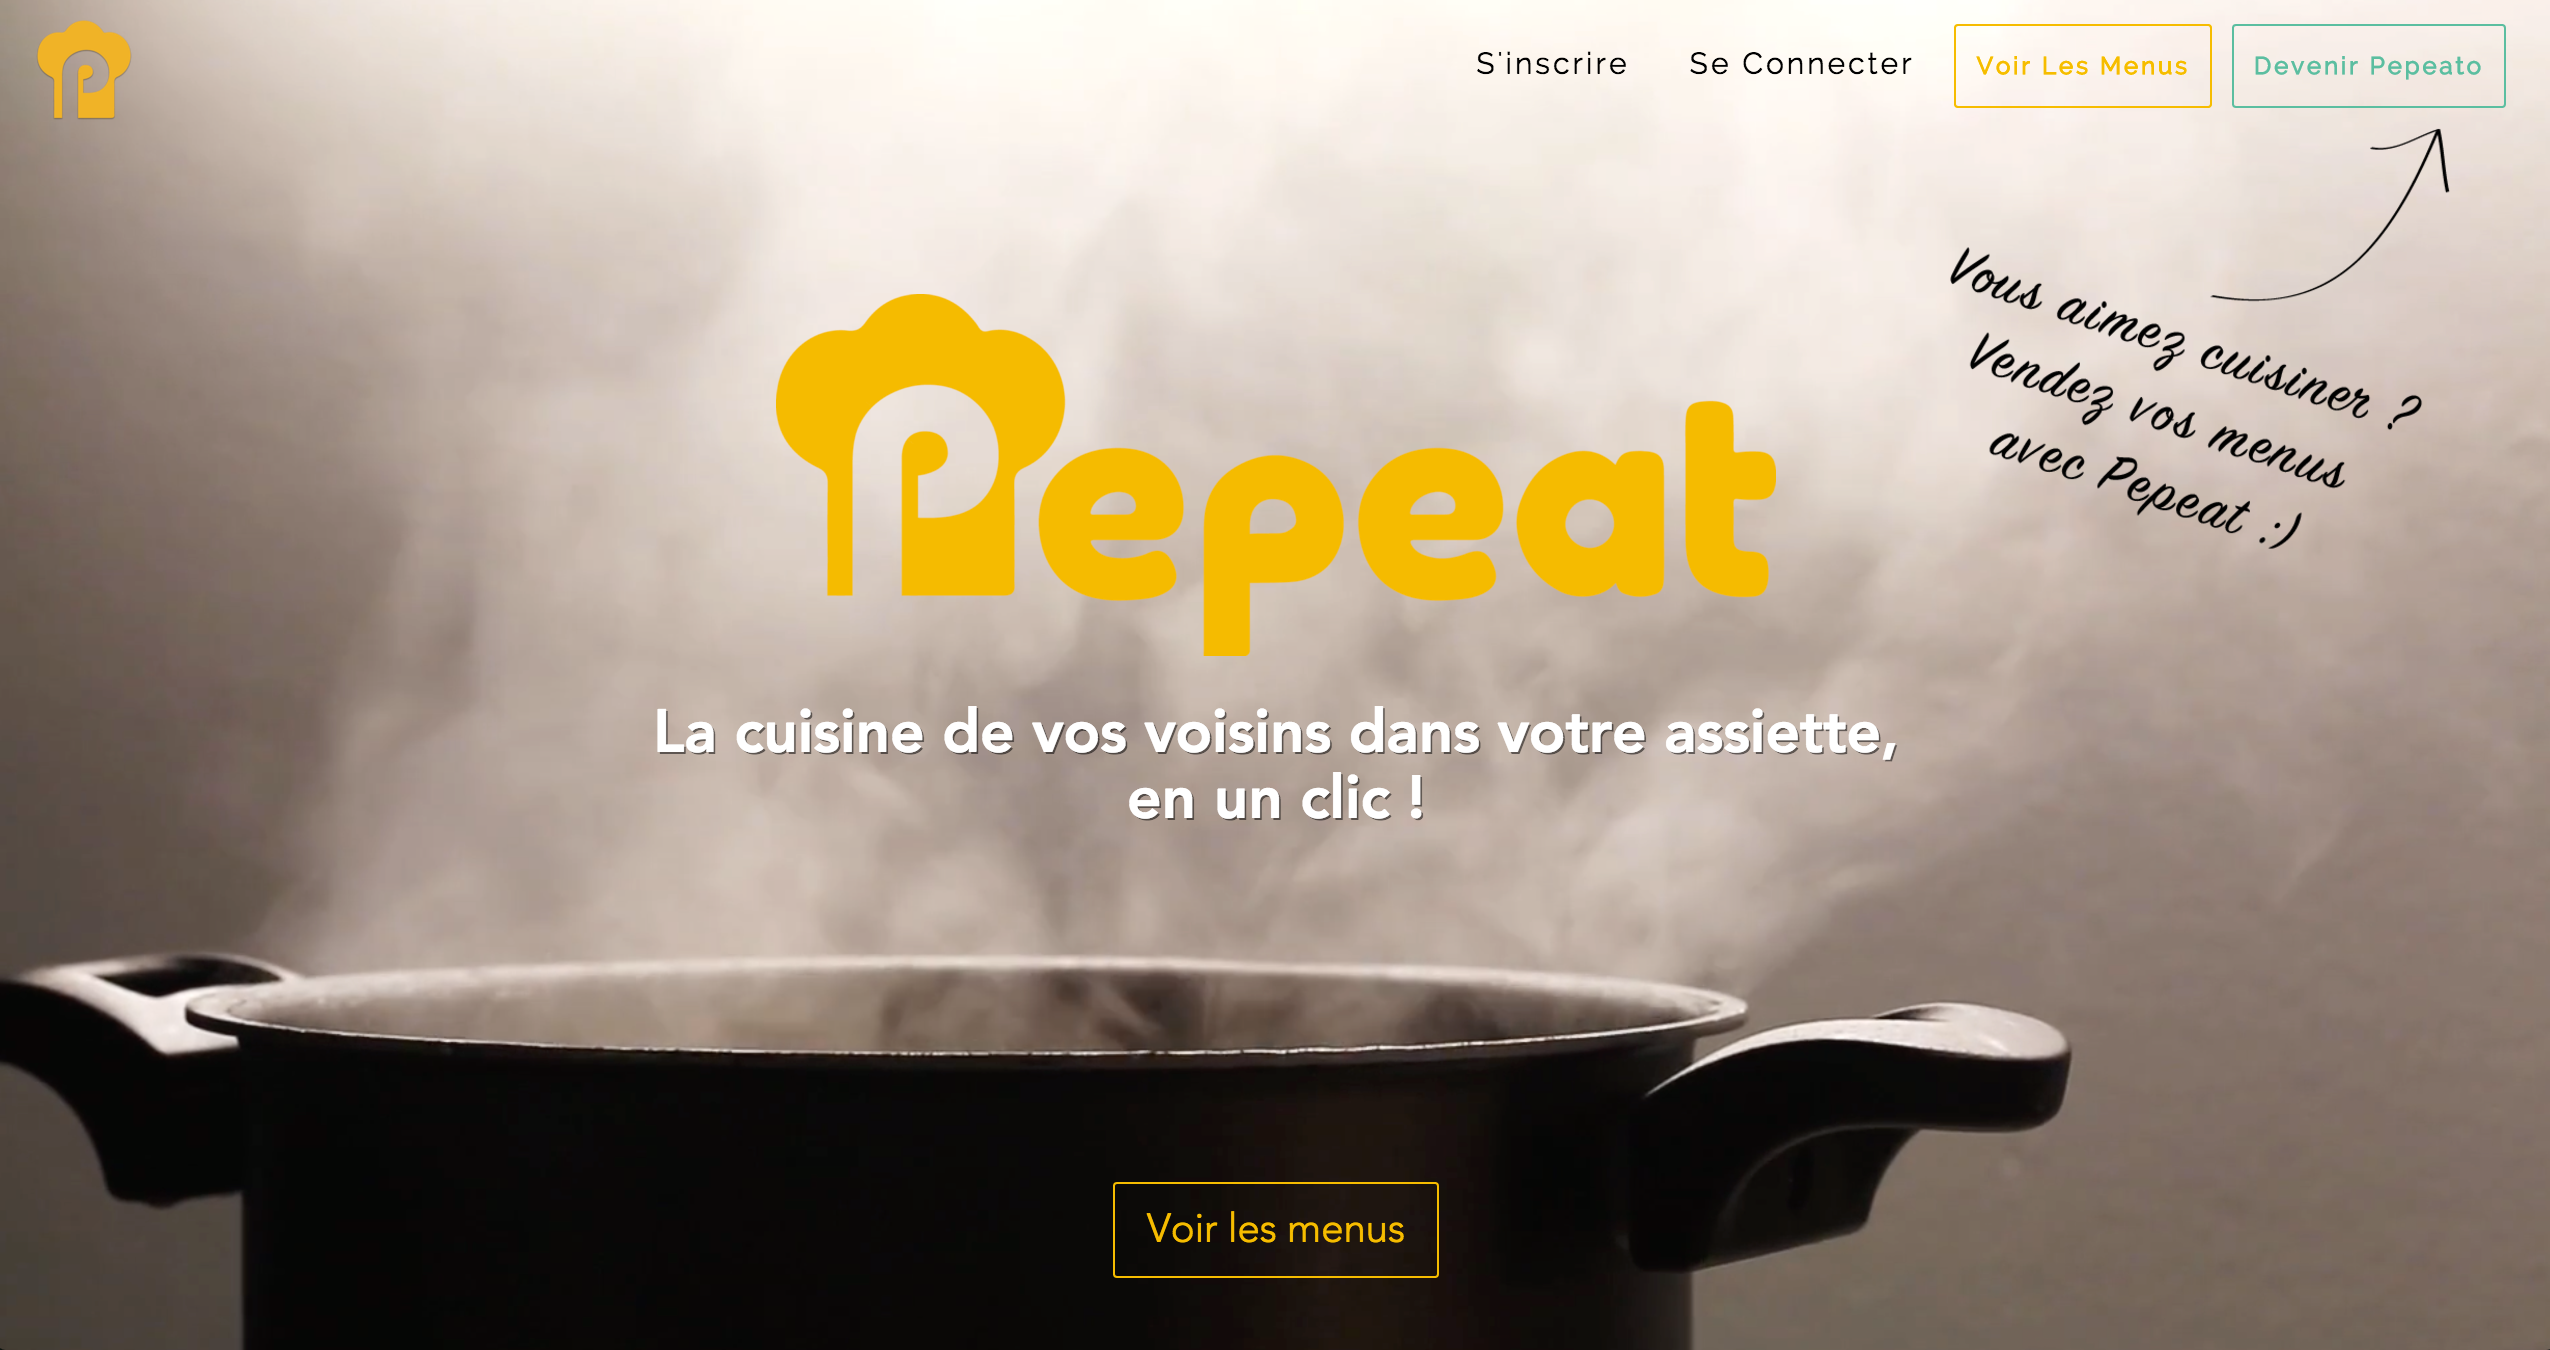 S'inscrire
Se Connecter
Voir Les Menus
Devenir Pepeato
Vous aimez cuisiner ?
Vendez vos menus
avec Pepeat :)
Pepeat
La cuisine de vos voisins dans votre assiette,
en un clic !
Voir les menus